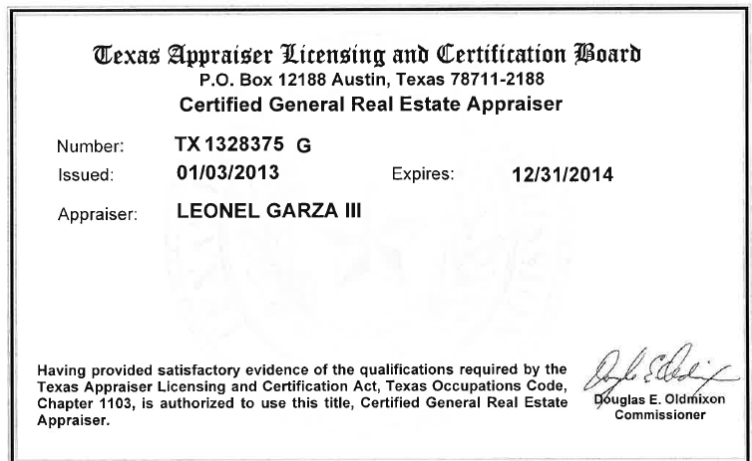 Texas Appraiser Licensing and Certification Board
P.O. Box 12188 Austin, Texas 78711-2188
Certified General Real Estate Appraiser
Number: TX 1328375 G
Issued: 01/03/2013 Expires: 12/31/2014
Appraiser: LEONEL GARZA III
Having provided satisfactory evidence of the qualifications required by the
Texas Appraiser Licensing and Certification Act, Texas Occupations Code,
Chapter 1103, is authorized to use this title, Certified General Real Estate
Appraiser.
Douglas E. Oldmixon
Commissioner